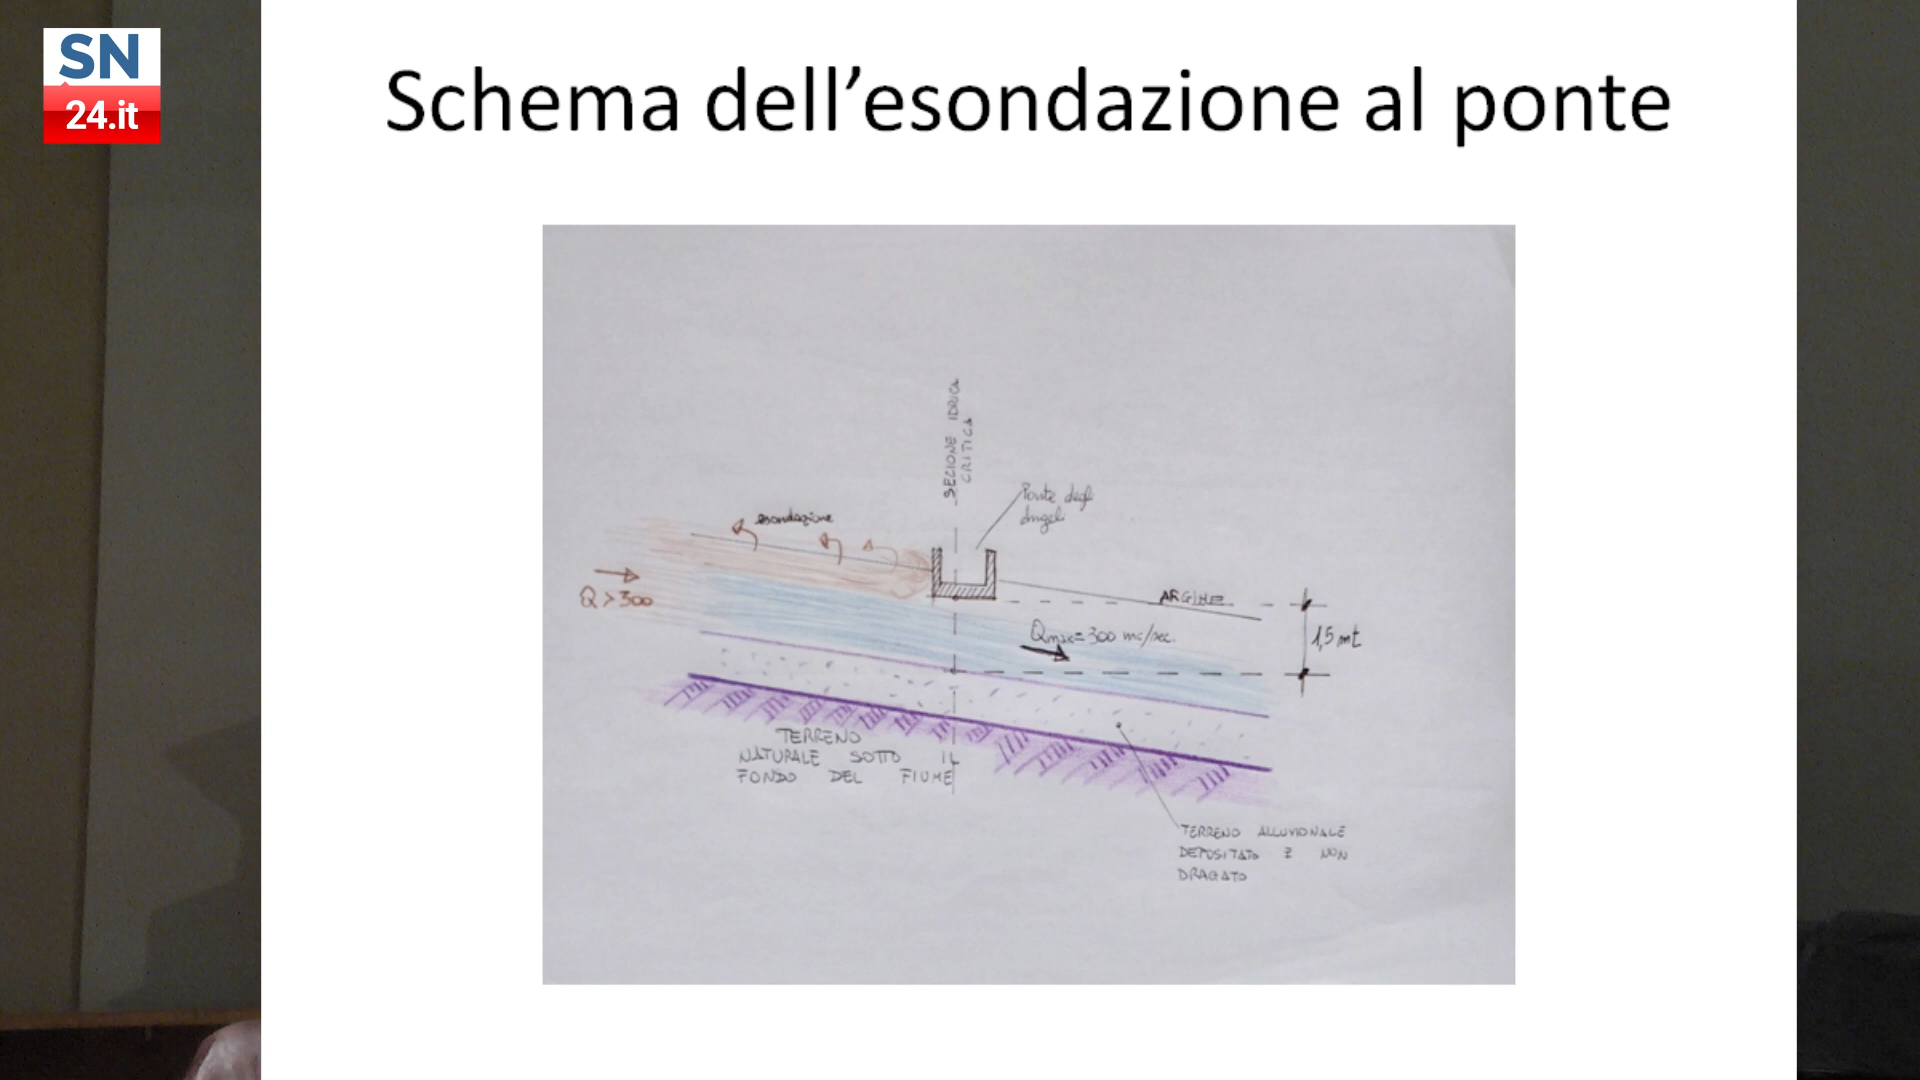 SN
24.it
Schema dell’esondazione al ponte
SEZIONE IDRICA
CRITICA
Ponte degli
Angeli
esondazione
Q > 300
ARGINE
Qmax= 300 mc/sec.
1,5 mt
TERRENO
NATURALE SOTTO IL
FONDO DEL FIUME
TERRENO ALLUVIONALE
DEPOSITATO E NON
DRAGATO